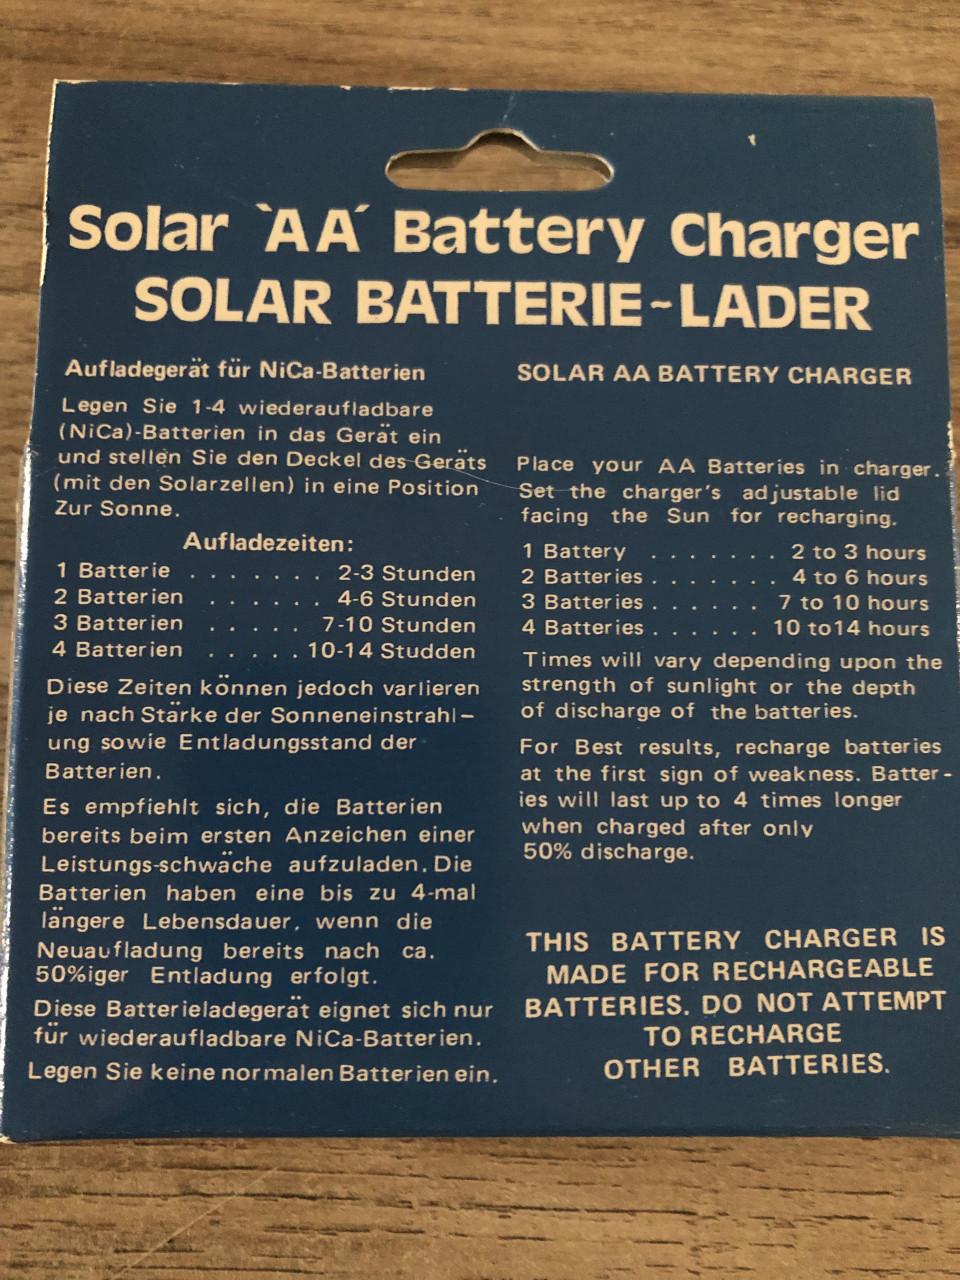 Solar `AA´ Battery Charger
SOLAR BATTERIE~LADER
Aufladegerät für NiCa-Batterien
Legen Sie 1-4 wiederaufladbare
(NiCa)-Batterien in das Gerät ein
und stellen Sie den Deckel des Geräts
(mit den Solarzellen) in eine Position
Zur Sonne.
Aufladezeiten:
1 Batterie . . . . . . . 2-3 Stunden
2 Batterien . . . . . . 4-6 Stunden
3 Batterien . . . . . 7-10 Stunden
4 Batterien . . . . . 10-14 Studden
Diese Zeiten können jedoch varlieren
je nach Stärke der Sonneneinstrahl-
ung sowie Entladungsstand der
Batterien.
Es empfiehlt sich, die Batterien
bereits beim ersten Anzeichen einer
Leistungs-schwäche aufzuladen. Die
Batterien haben eine bis zu 4-mal
längere Lebensdauer, wenn die
Neuaufladung bereits nach ca.
50%iger Entladung erfolgt.
Diese Batterieladegerät eignet sich nur
für wiederaufladbare NiCa-Batterien.
Legen Sie keine normalen Batterien ein.
SOLAR AA BATTERY CHARGER
Place your AA Batteries in charger.
Set the charger's adjustable lid
facing the Sun for recharging.
1 Battery . . . . . . . 2 to 3 hours
2 Batteries . . . . . . . 4 to 6 hours
3 Batteries . . . . . . 7 to 10 hours
4 Batteries . . . . . . 10 to14 hours
Times will vary depending upon the
strength of sunlight or the depth
of discharge of the batteries.
For Best results, recharge batteries
at the first sign of weakness. Batter-
ies will last up to 4 times longer
when charged after only
50% discharge.
THIS BATTERY CHARGER IS
MADE FOR RECHARGEABLE
BATTERIES. DO NOT ATTEMPT
TO RECHARGE
OTHER BATTERIES.